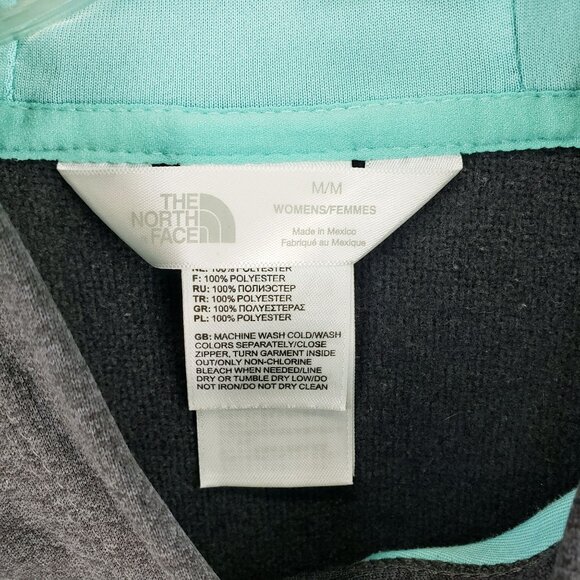 THE
NORTH
FACE
M/M
WOMENS/FEMMES
Made in Mexico
Fabriqué au Mexique
NL: 100% POLYESTER
F: 100% POLYESTER
RU: 100% ПОЛИЭСТЕР
TR: 100% POLYESTER
GR: 100% ΠΟΛΥΕΣΤΕΡΑΣ
PL: 100% POLYESTER
GB: MACHINE WASH COLD/WASH
COLORS SEPARATELY/CLOSE
ZIPPER, TURN GARMENT INSIDE
OUT/ONLY NON-CHLORINE
BLEACH WHEN NEEDED/LINE
DRY OR TUMBLE DRY LOW/DO
NOT IRON/DO NOT DRY CLEAN